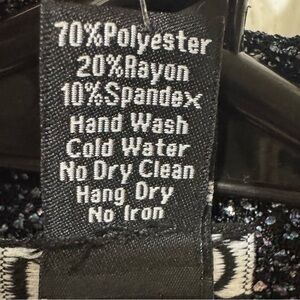 70%Polyester
20%Rayon
10%Spandex
Hand Wash
Cold Water
No Dry Clean
Hang Dry
No Iron